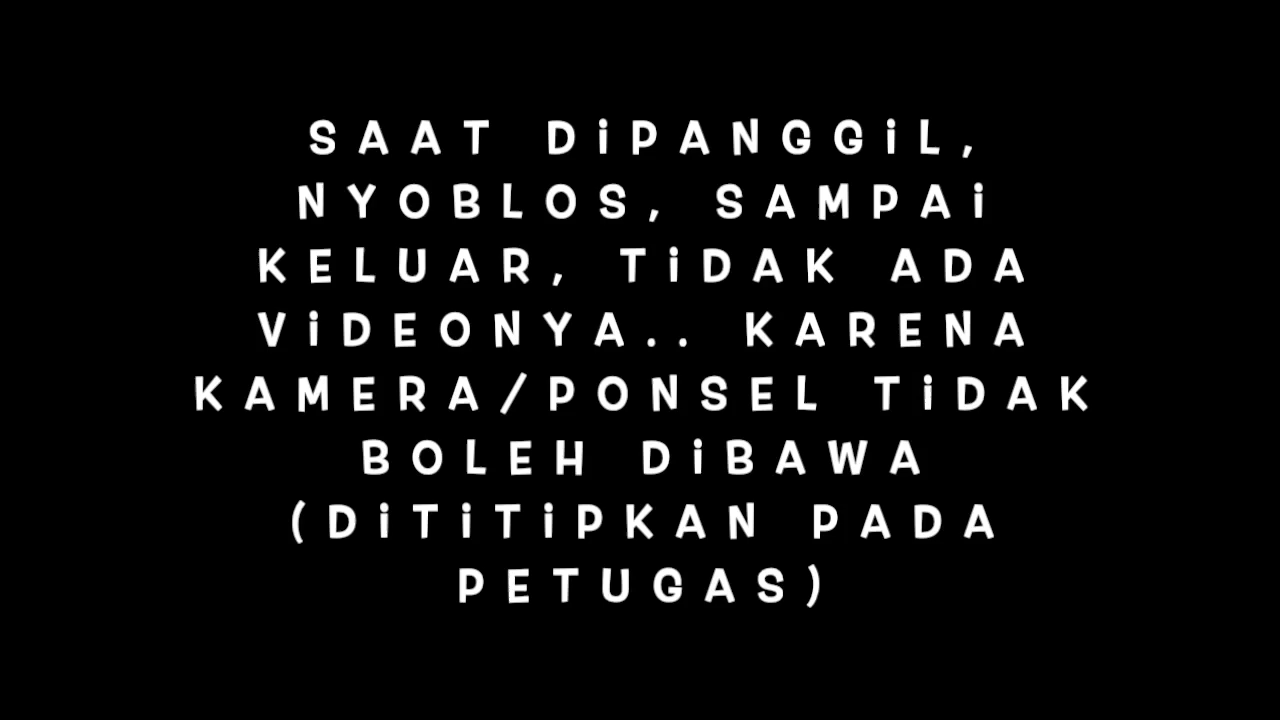 SAAT DiPANGGiL,
NYOBLOS, SAMPAi
KELUAR, TiDAK ADA
ViDEONYA.. KARENA
KAMERA/PONSEL TiDAK
BOLEH DiBAWA
(DiTiTiPKAN PADA
PETUGAS)